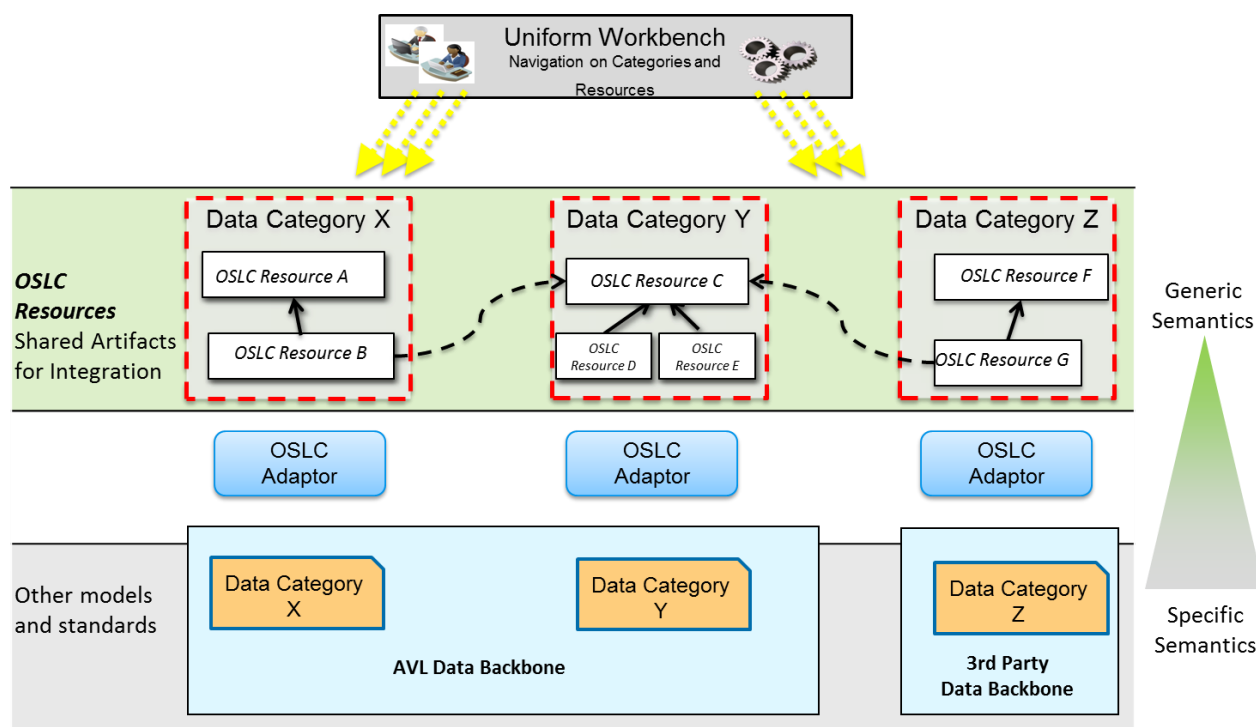 Uniform Workbench
Navigation on Categories and
Resources
Data Category X
Data Category Y
Data Category Z
OSLC Resource A
OSLC Resource B
OSLC Resource C
OSLC
Resource D
OSLC
Resource E
OSLC Resource F
OSLC Resource G
OSLC
Resources
Shared Artifacts
for Integration
Generic
Semantics
OSLC
Adaptor
OSLC
Adaptor
OSLC
Adaptor
Other models
and standards
Data Category
X
Data Category
Y
Data Category
Z
AVL Data Backbone
3rd Party
Data Backbone
Specific
Semantics